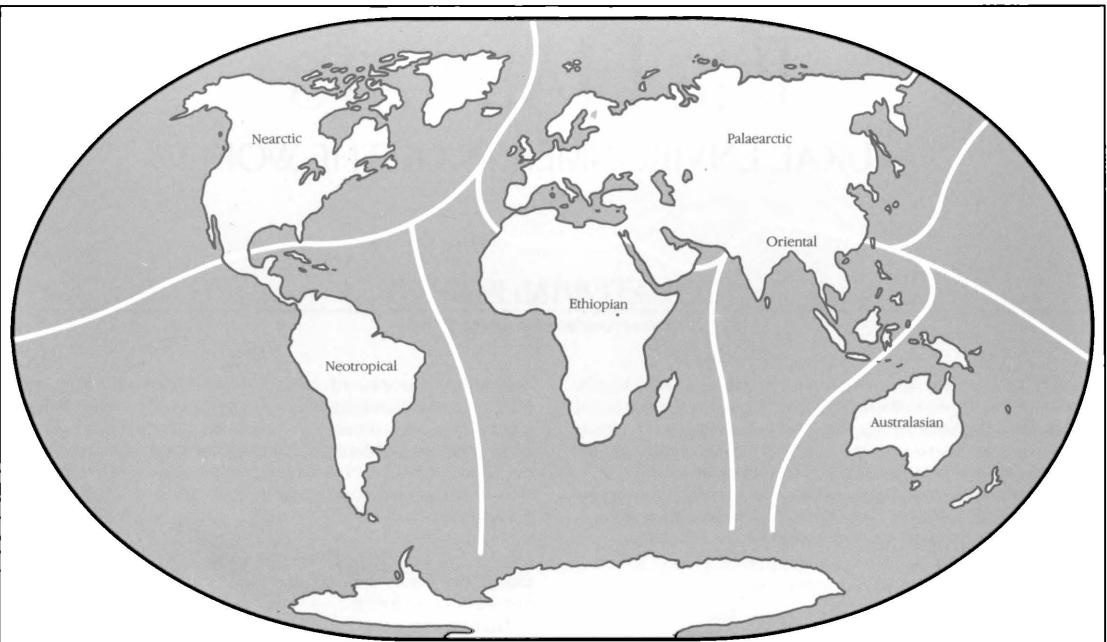 Nearctic
Palaearctic
Oriental
Ethiopian
Neotropical
Australasian